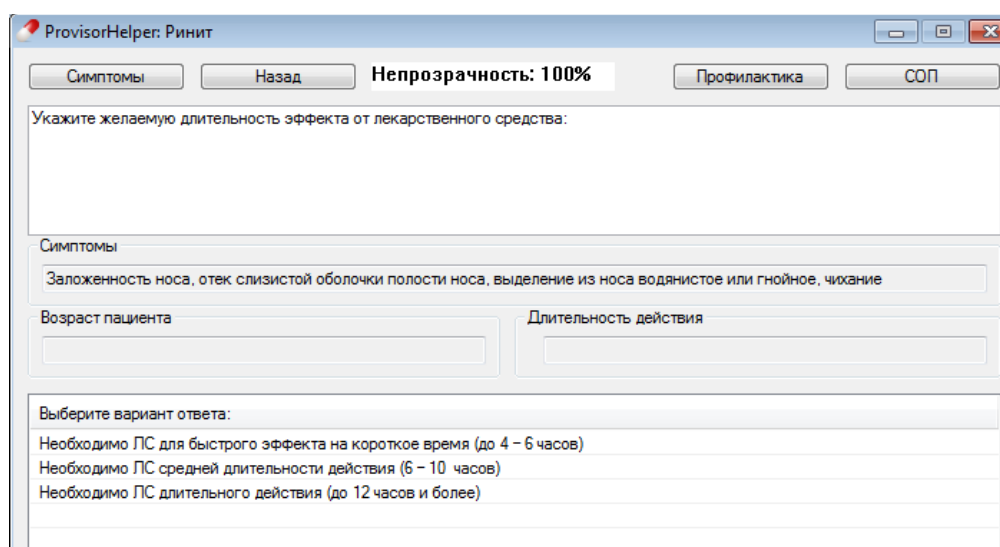 ProvisorHelper: Ринит
Симптомы Назад Непрозрачность: 100% Профилактика СОП
Укажите желаемую длительность эффекта от лекарственного средства:
Симптомы
Заложенность носа, отек слизистой оболочки полости носа, выделение из носа водянистое или гнойное, чихание
Возраст пациента Длительность действия
Выберите вариант ответа:
Необходимо ЛС для быстрого эффекта на короткое время (до 4 – 6 часов)
Необходимо ЛС средней длительности действия (6 – 10 часов)
Необходимо ЛС длительного действия (до 12 часов и более)